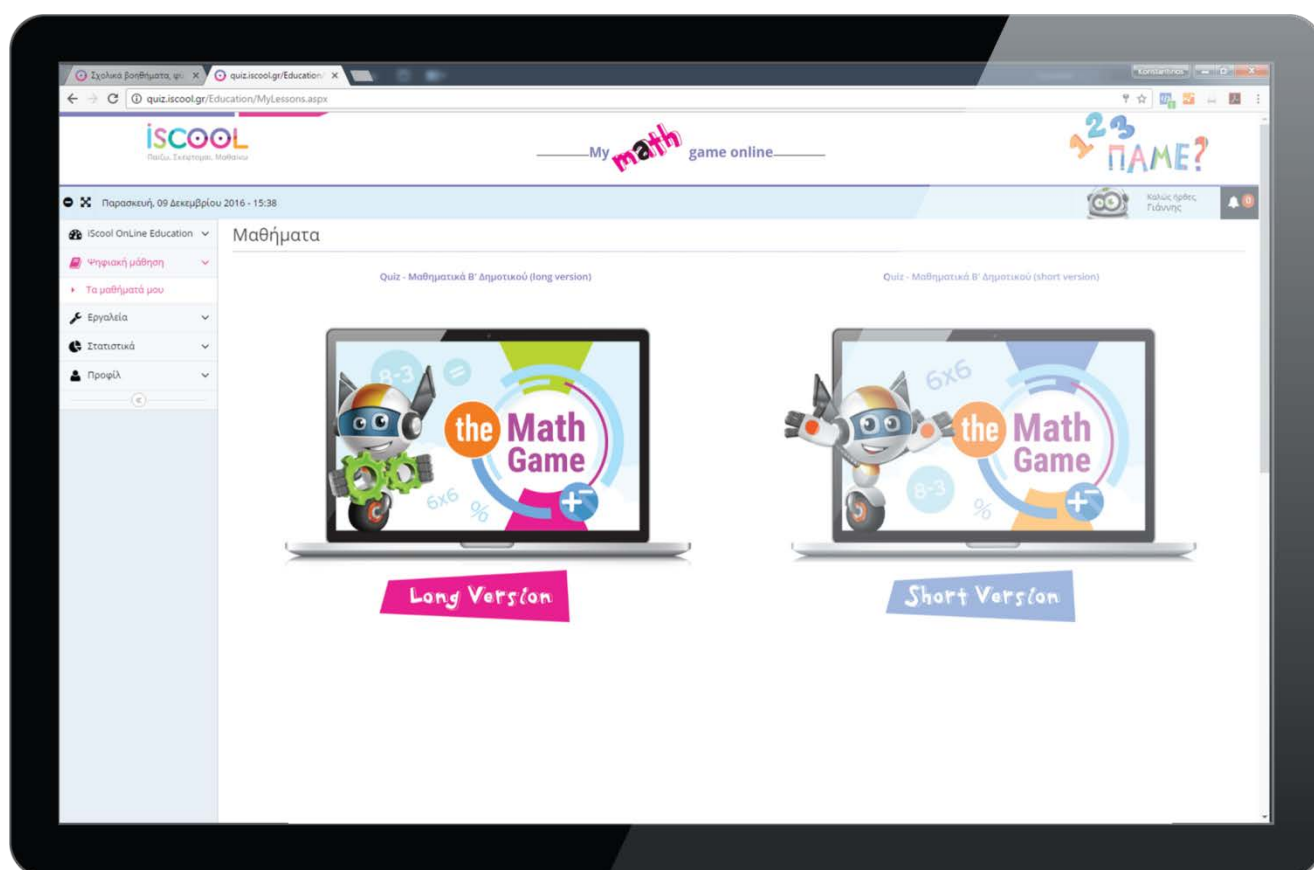 Σχολικά βοηθήματα, φι
quiz.iscool.gr/Education/
Konstantinos
quiz.iscool.gr/Education/MyLessons.aspx
iSCOOL
Παίζω, Σκέφτομαι, Μαθαίνω
My math game online
123 ΠΑΜΕ?
Παρασκευή, 09 Δεκεμβρίου 2016 - 15:38
Καλώς ήρθες,
Γιάννης
0
iScool OnLine Education
Μαθήματα
Ψηφιακή μάθηση
Τα μαθήματά μου
Εργαλεία
Στατιστικά
Προφίλ
Quiz - Μαθηματικά Β' Δημοτικού (long version)
Quiz - Μαθηματικά Β' Δημοτικού (short version)
8-3 =
the Math
Game
6x6 %
+-
6x6
the Math
Game
8-3 %
+-
Long Version
Short Version